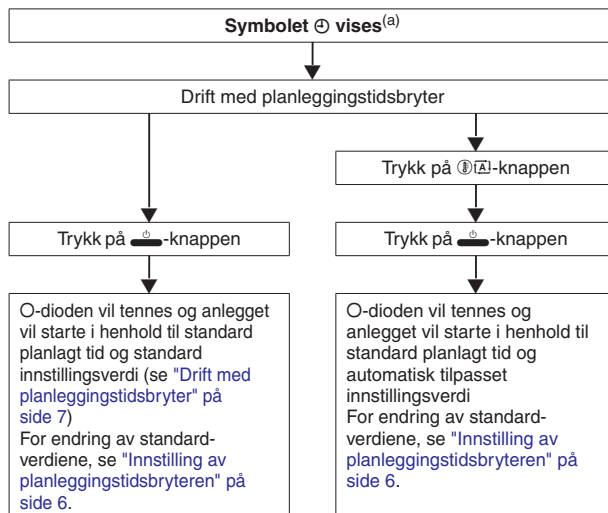 Symbolet ⏲ vises(a)
Drift med planleggingstidsbryter
Trykk på 🌡A-knappen
Trykk på ⏻-knappen
Trykk på ⏻-knappen
O-dioden vil tennes og anlegget
vil starte i henhold til standard
planlagt tid og standard
innstillingsverdi (se "Drift med
planleggingstidsbryter" på
side 7)
For endring av standard-
verdiene, se "Innstilling av
planleggingstidsbryteren" på
side 6.
O-dioden vil tennes og
anlegget vil starte i henhold til
standard planlagt tid og
automatisk tilpasset
innstillingsverdi
For endring av standard-
verdiene, se "Innstilling av
planleggingstidsbryteren" på
side 6.